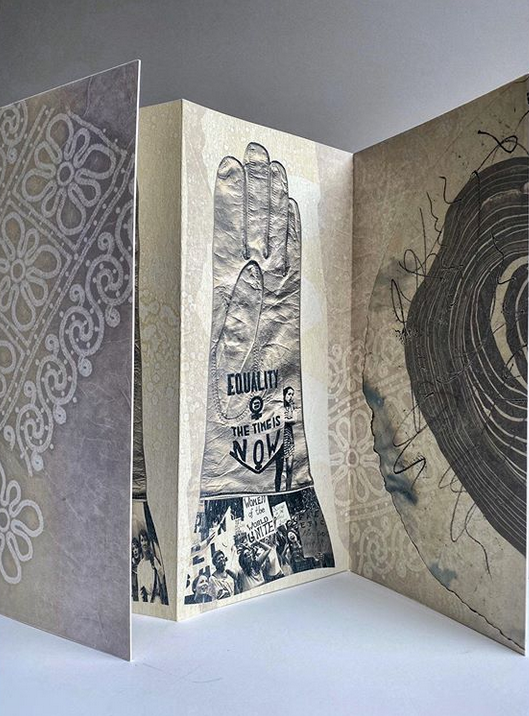 EQUALITY
THE TIME IS
NOW
WOMEN
of the
WORLD
UNITE!